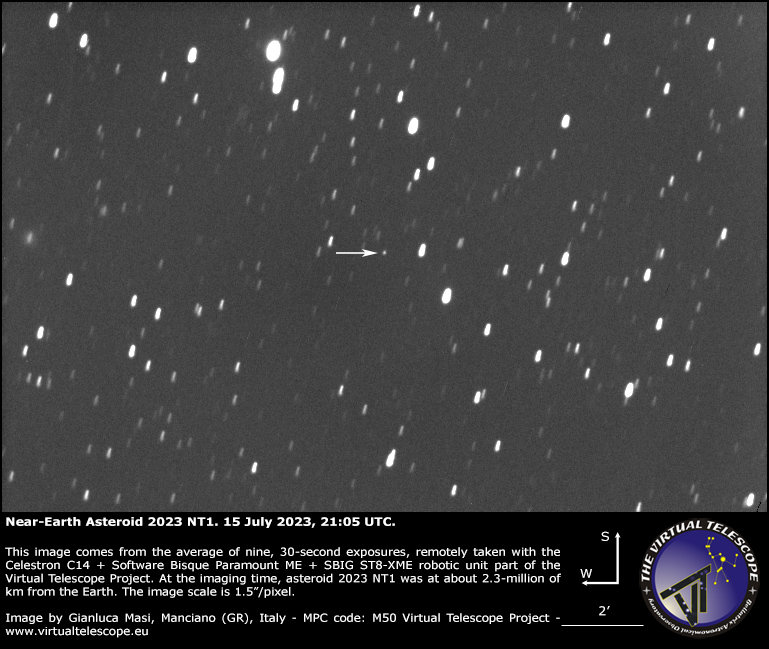 Near-Earth Asteroid 2023 NT1. 15 July 2023, 21:05 UTC.
This image comes from the average of nine, 30-second exposures, remotely taken with the
Celestron C14 + Software Bisque Paramount ME + SBIG ST8-XME robotic unit part of the
Virtual Telescope Project. At the imaging time, asteroid 2023 NT1 was at about 2.3-million of
km from the Earth. The image scale is 1.5”/pixel.
Image by Gianluca Masi, Manciano (GR), Italy - MPC code: M50 Virtual Telescope Project -
www.virtualtelescope.eu
S
W
2’
THE VIRTUAL TELESCOPE
Bellatrix Astronomical Observatory